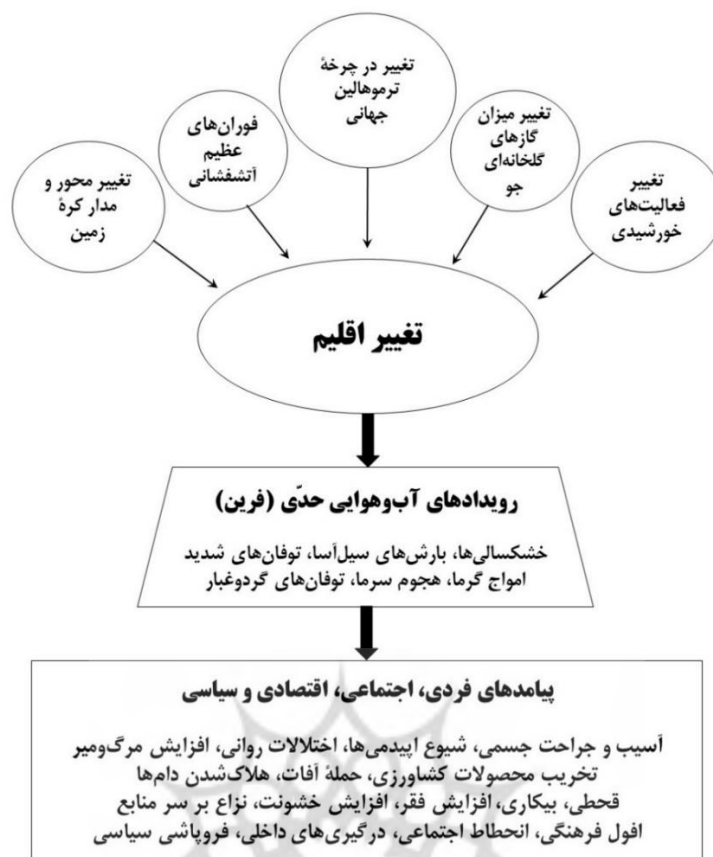 تغییر در چرخهٔ
ترموهالین
جهانی
تغییر میزان
گازهای
گلخانه‌ای
جو
فوران‌های
عظیم
آتشفشانی
تغییر
فعالیت‌های
خورشیدی
تغییر محور و
مدار کرهٔ
زمین
تغییر اقلیم
رویدادهای آب‌وهوایی حدّی (فرین)
خشکسالی‌ها، بارش‌های سیل‌آسا، توفان‌های شدید
امواج گرما، هجوم سرما، توفان‌های گردوغبار
پیامدهای فردی، اجتماعی، اقتصادی و سیاسی
آسیب و جراحت جسمی، شیوع اپیدمی‌ها، اختلالات روانی، افزایش مرگ‌ومیر
تخریب محصولات کشاورزی، حملهٔ آفات، هلاک‌شدن دام‌ها
قحطی، بیکاری، افزایش فقر، افزایش خشونت، نزاع بر سر منابع
افول فرهنگی، انحطاط اجتماعی، درگیری‌های داخلی، فروپاشی سیاسی